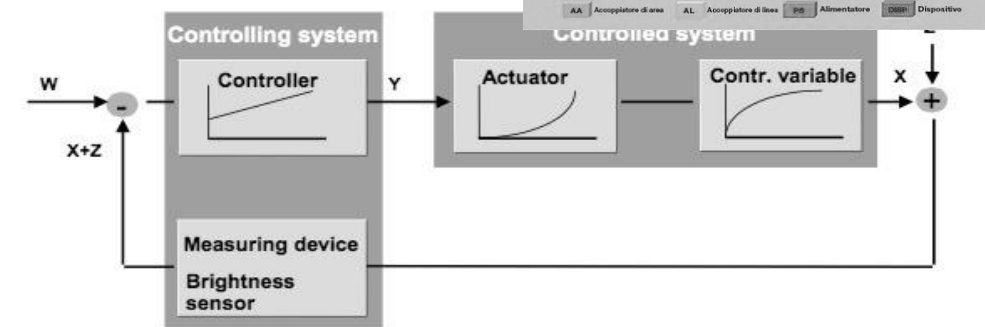 AA Accoppiatore di area AL Accoppiatore di linea Alimentatore DISP Dispositivo
Controlling system
Controlled system
Controller
Actuator
Contr. variable
W
Y
X
-
+
X+Z
Measuring device
Brightness
sensor